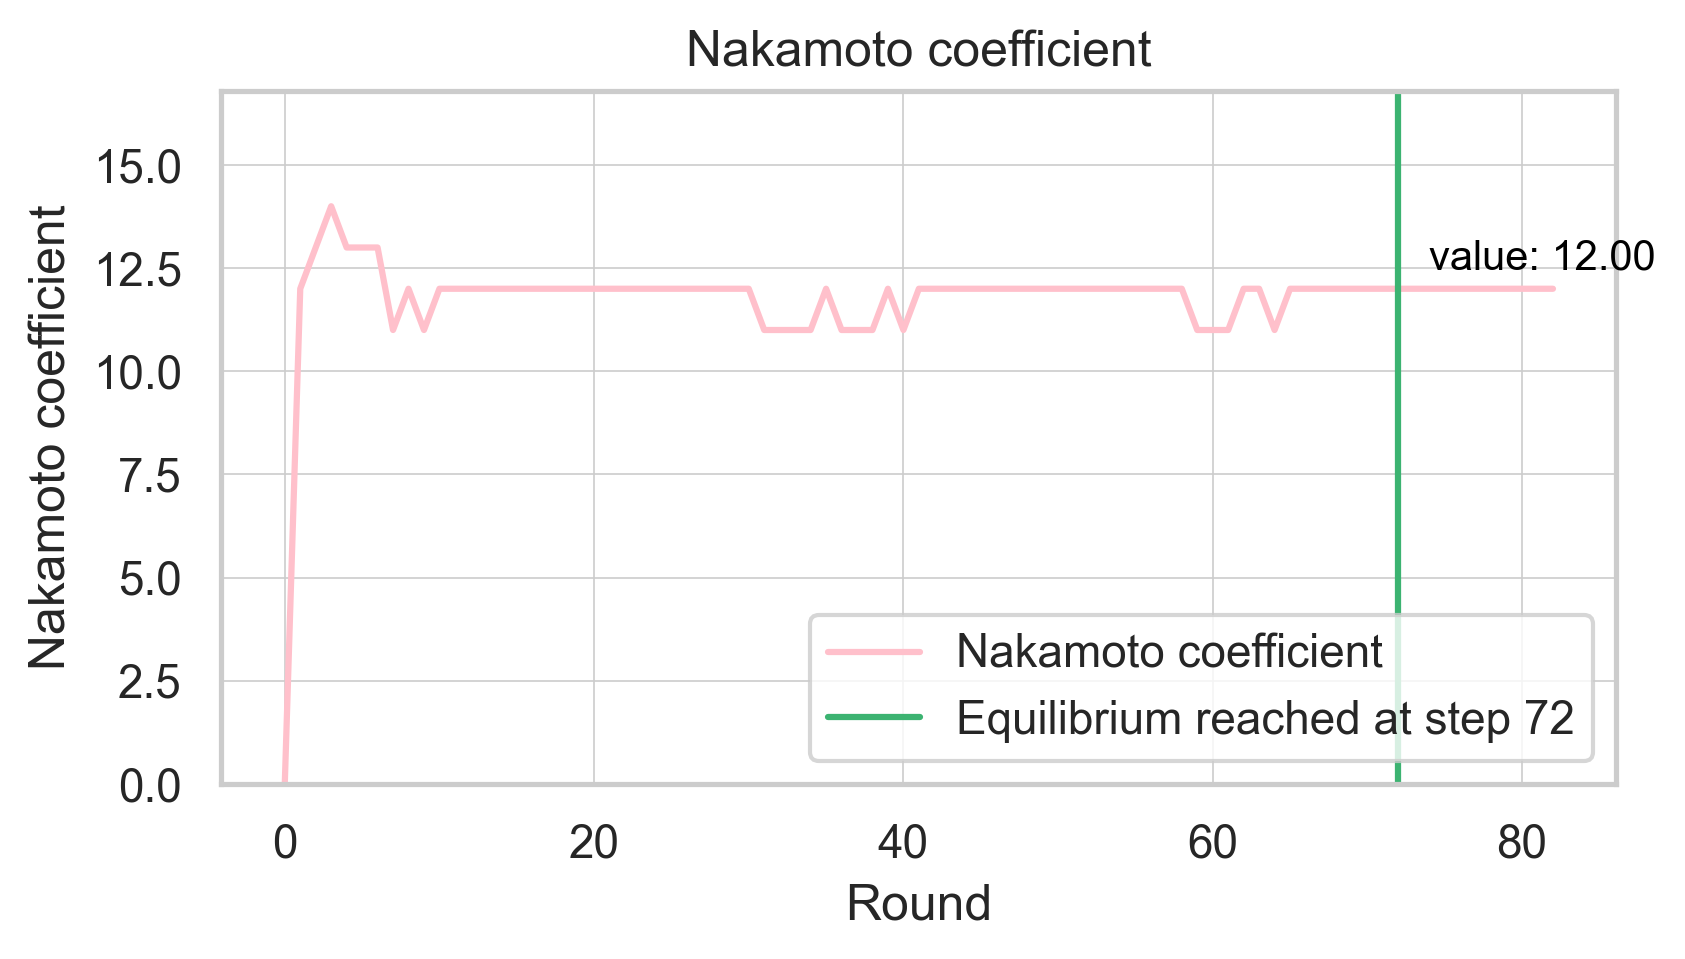 Nakamoto coefficient
Nakamoto coefficient
15.0
12.5
10.0
7.5
5.0
2.5
0.0
value: 12.00
Nakamoto coefficient
Equilibrium reached at step 72
0 20 40 60 80
Round